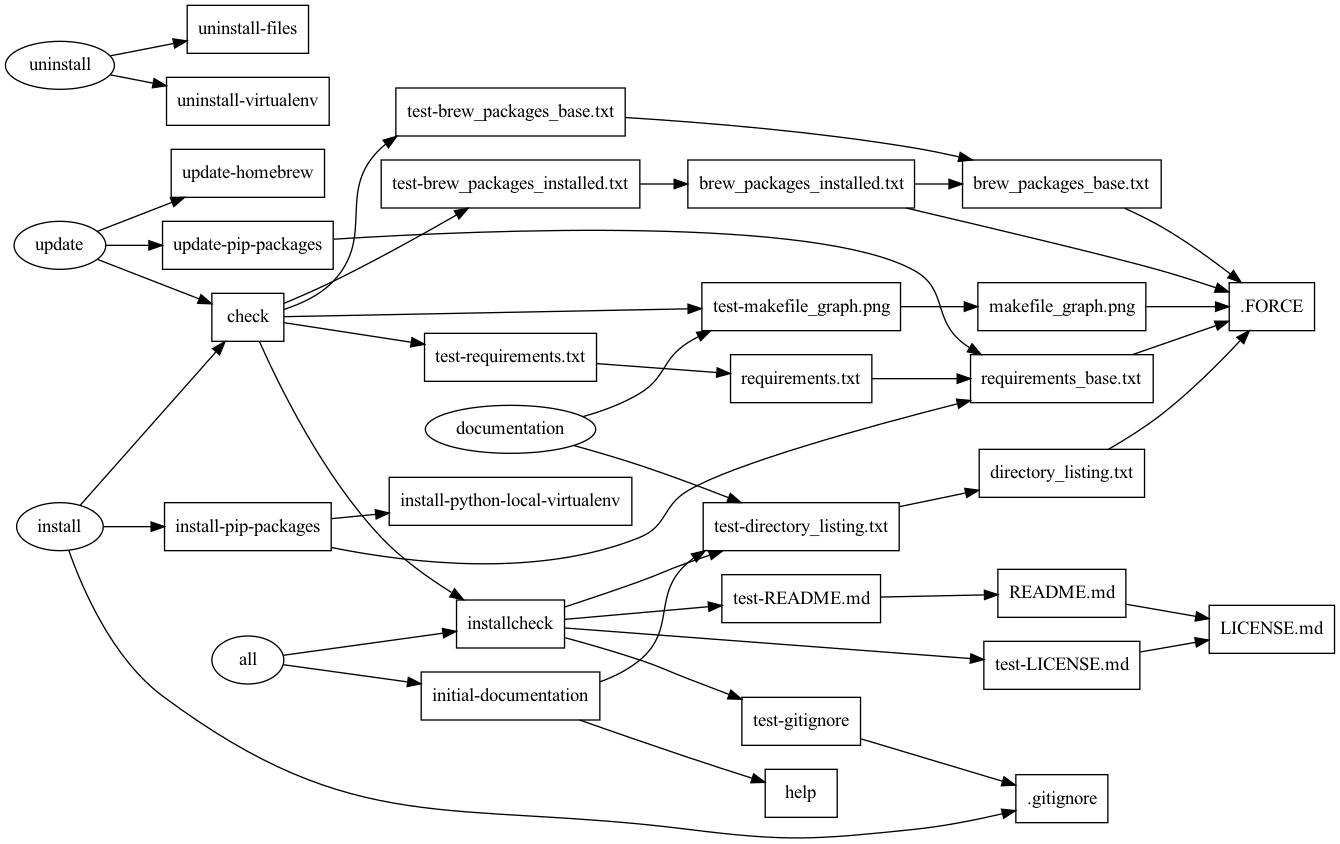 uninstall-files
uninstall
uninstall-virtualenv
test-brew_packages_base.txt
update-homebrew
test-brew_packages_installed.txt
brew_packages_installed.txt
brew_packages_base.txt
update
update-pip-packages
check
test-makefile_graph.png
makefile_graph.png
.FORCE
test-requirements.txt
requirements.txt
requirements_base.txt
documentation
directory_listing.txt
install-python-local-virtualenv
install
install-pip-packages
test-directory_listing.txt
test-README.md
README.md
installcheck
LICENSE.md
all
test-LICENSE.md
initial-documentation
test-gitignore
help
.gitignore